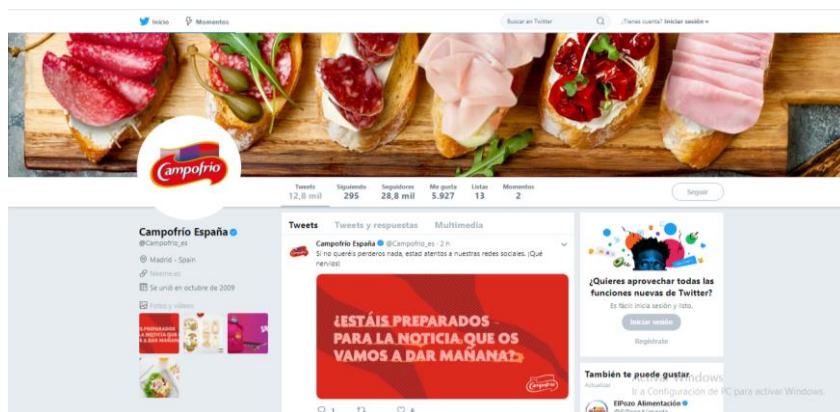 Inicio Momentos Buscar en Twitter ¿Tienes cuenta? Iniciar sesión
Campofrío
Tweets Siguiendo Seguidores Me gusta Listas Momentos
12,8 mil 295 28,8 mil 5.927 13 2
Seguir
Campofrío España
@Campofrio_es
Madrid - Spain
Se unió en octubre de 2009
Fotos y vídeos
Tweets Tweets y respuestas Multimedia
Campofrío España @Campofrio_es · 2 h
Si no queréis perderos nada, estad atentos a nuestras redes sociales. ¡Qué
nervios!
¿ESTÁIS PREPARADOS
PARA LA NOTICIA QUE OS
VAMOS A DAR MAÑANA?
Campofrío
¿Quieres aprovechar todas las
funciones nuevas de Twitter?
Es fácil: inicia sesión y listo.
Iniciar sesión
Regístrate
También te puede gustar
Actualizar
Activar Windows
Ir a Configuración de PC para activar Windows.
ElPozo Alimentación